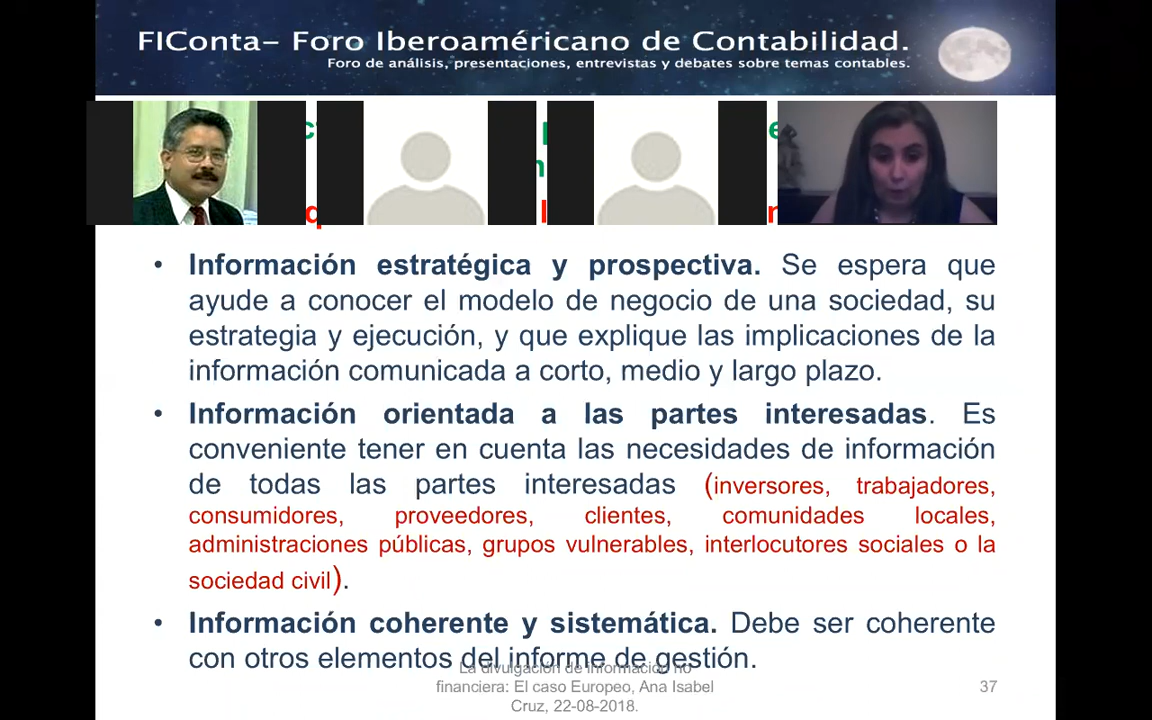 FIConta– Foro Iberoaméricano de Contabilidad.
Foro de análisis, presentaciones, entrevistas y debates sobre temas contables.
• Información estratégica y prospectiva. Se espera que
ayude a conocer el modelo de negocio de una sociedad, su
estrategia y ejecución, y que explique las implicaciones de la
información comunicada a corto, medio y largo plazo.
• Información orientada a las partes interesadas. Es
conveniente tener en cuenta las necesidades de información
de todas las partes interesadas (inversores, trabajadores,
consumidores, proveedores, clientes, comunidades locales,
administraciones públicas, grupos vulnerables, interlocutores sociales o la
sociedad civil).
• Información coherente y sistemática. Debe ser coherente
con otros elementos del informe de gestión.
La divulgación de información no
financiera: El caso Europeo, Ana Isabel
Cruz, 22-08-2018.
37